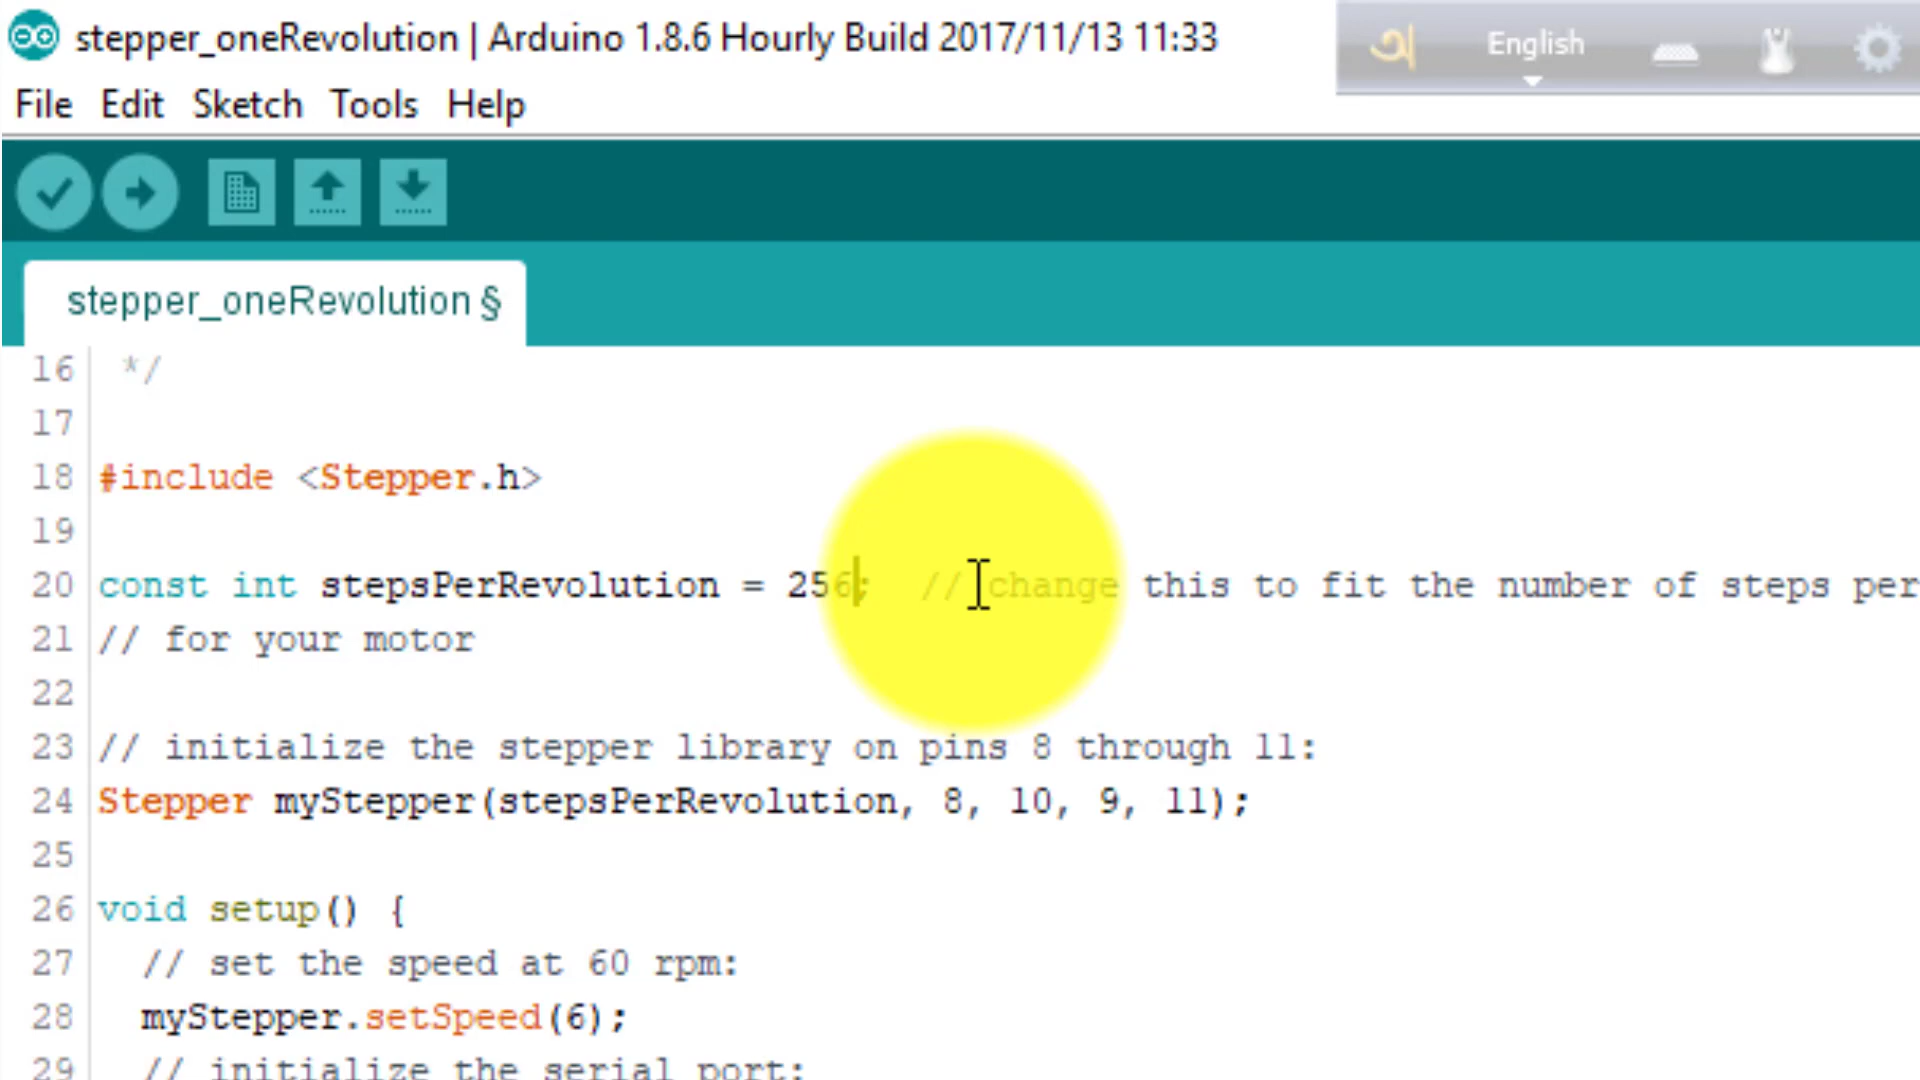 stepper_oneRevolution | Arduino 1.8.6 Hourly Build 2017/11/13 11:33
অ English
File Edit Sketch Tools Help
stepper_oneRevolution §
16 */
17
18 #include <Stepper.h>
19
20 const int stepsPerRevolution = 256; // change this to fit the number of steps per
21 // for your motor
22
23 // initialize the stepper library on pins 8 through 11:
24 Stepper myStepper(stepsPerRevolution, 8, 10, 9, 11);
25
26 void setup() {
27 // set the speed at 60 rpm:
28 myStepper.setSpeed(6);
29 // initialize the serial port: